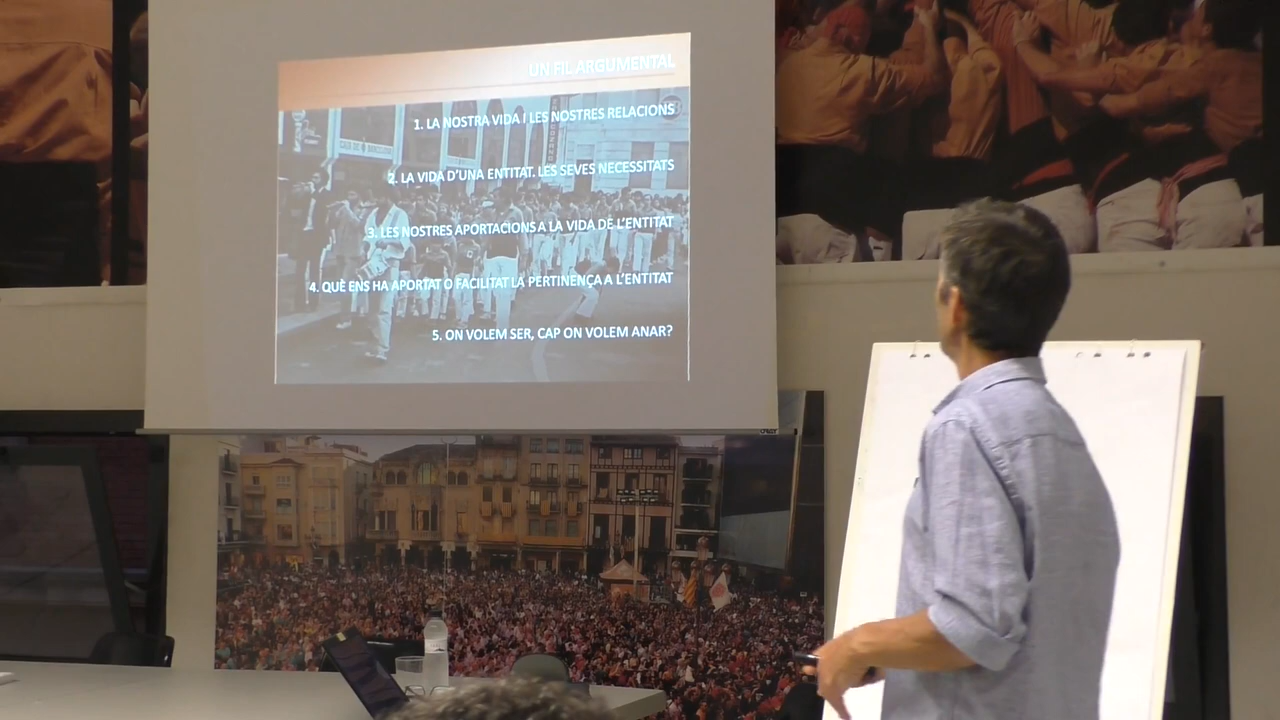 UN FIL ARGUMENTAL
1. LA NOSTRA VIDA I LES NOSTRES RELACIONS
2. LA VIDA D'UNA ENTITAT. LES SEVES NECESSITATS
3. LES NOSTRES APORTACIONS A LA VIDA DE L'ENTITAT
4. QUÈ ENS HA APORTAT O FACILITAT LA PERTINENÇA A L'ENTITAT
5. ON VOLEM SER, CAP ON VOLEM ANAR?